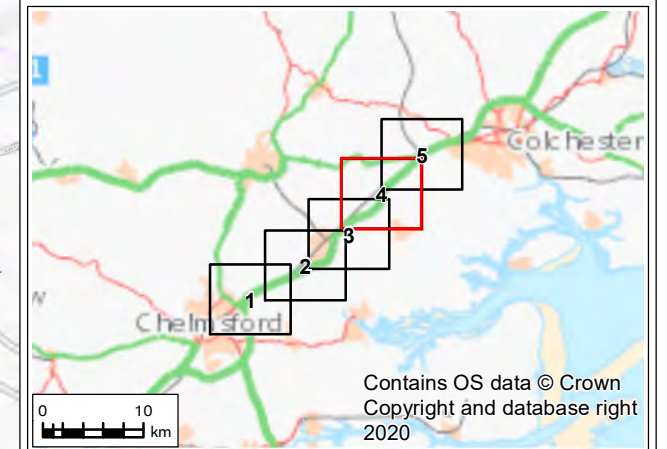 1
Colchester
5
4
3
2
1
W
Chelmsford
Contains OS data © Crown
Copyright and database right
2020
0 10
km